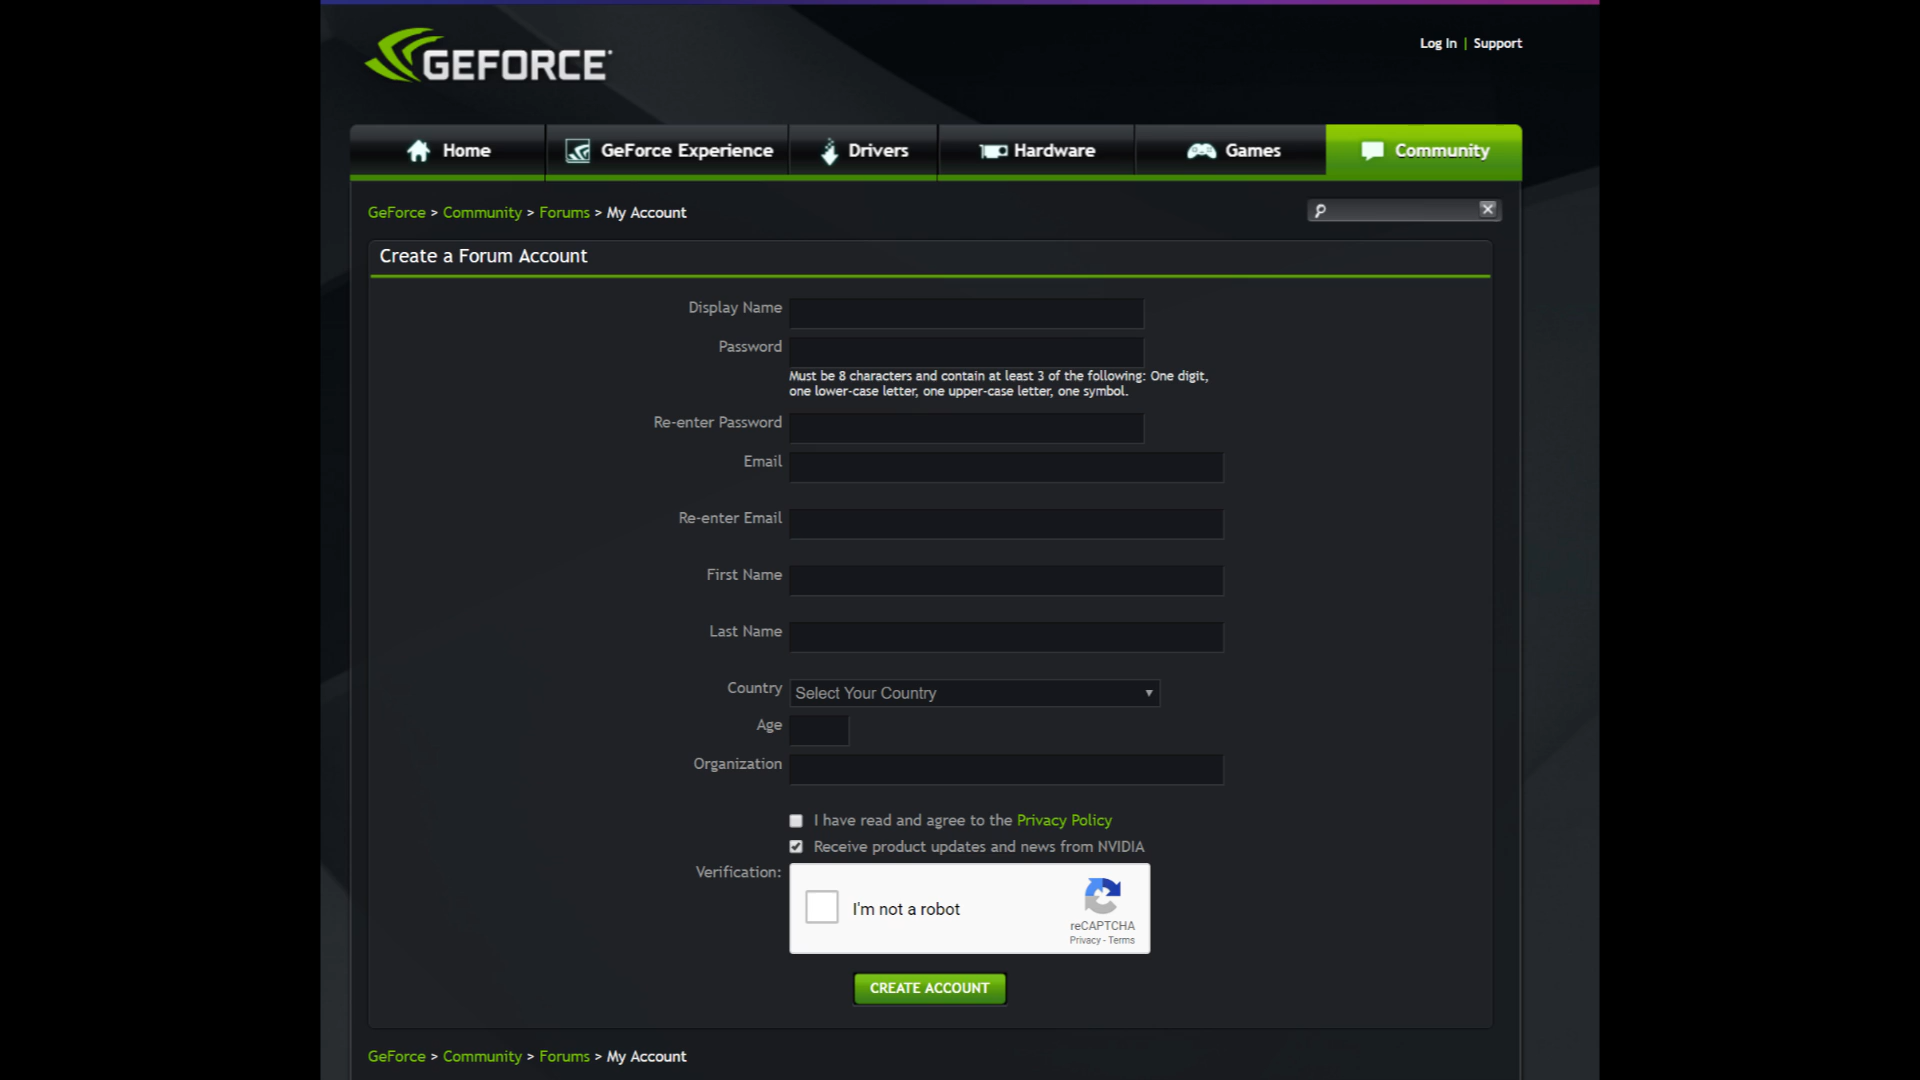 GEFORCE
Log In | Support
Home
GeForce Experience
Drivers
Hardware
Games
Community
GeForce > Community > Forums > My Account
Create a Forum Account
Display Name
Password
Must be 8 characters and contain at least 3 of the following: One digit,
one lower-case letter, one upper-case letter, one symbol.
Re-enter Password
Email
Re-enter Email
First Name
Last Name
Country
Select Your Country
Age
Organization
I have read and agree to the Privacy Policy
Receive product updates and news from NVIDIA
Verification:
I'm not a robot
reCAPTCHA
Privacy - Terms
CREATE ACCOUNT
GeForce > Community > Forums > My Account